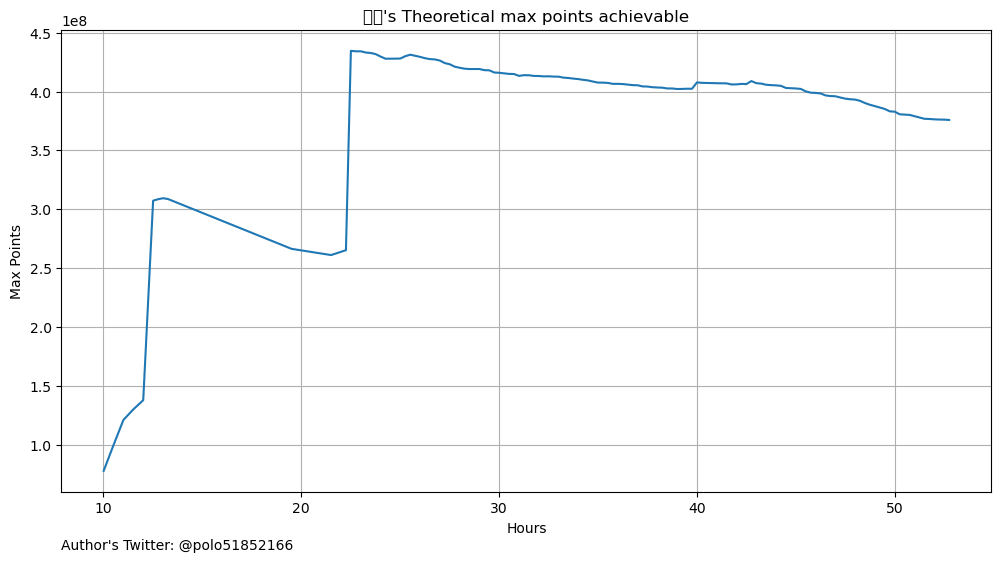 's Theoretical max points achievable
1e8
4.5
4.0
3.5
3.0
2.5
2.0
1.5
1.0
Max Points
10 20 30 40 50
Hours
Author's Twitter: @polo51852166